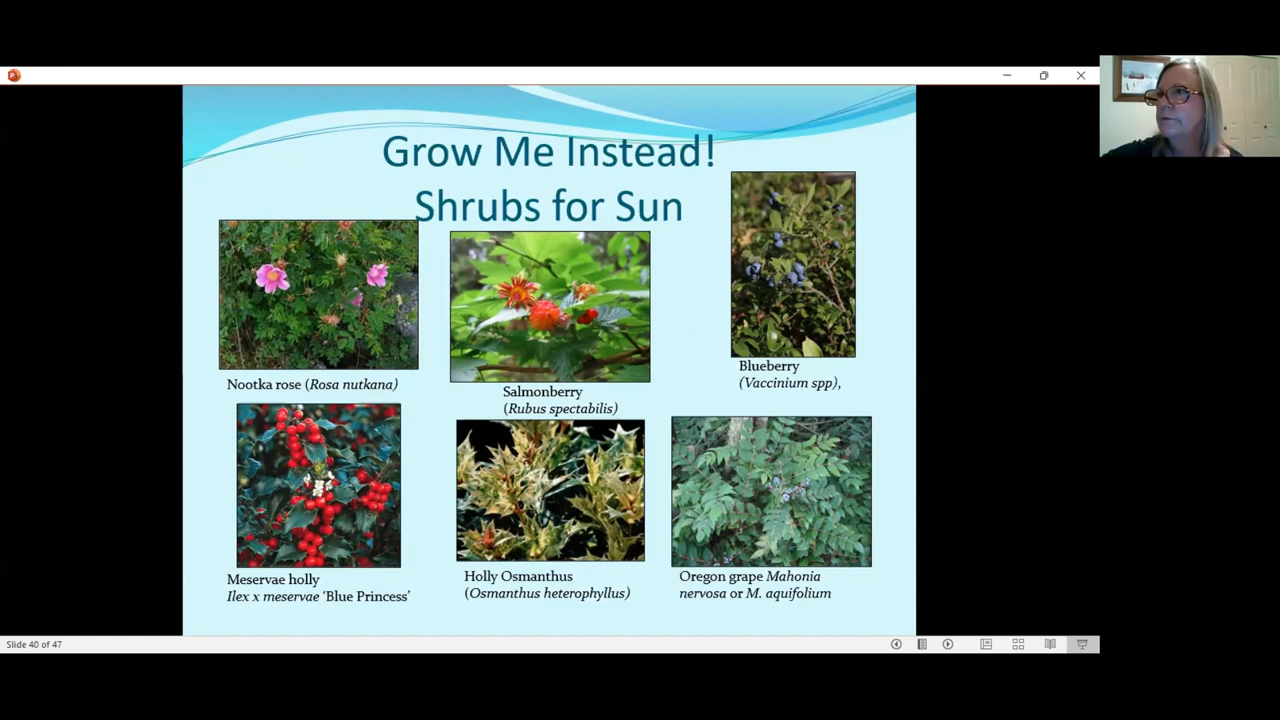 Grow Me Instead!
Shrubs for Sun
Nootka rose (Rosa nutkana)
Salmonberry
(Rubus spectabilis)
Blueberry
(Vaccinium spp),
Meservae holly
Ilex x meservae ‘Blue Princess’
Holly Osmanthus
(Osmanthus heterophyllus)
Oregon grape Mahonia
nervosa or M. aquifolium
Slide 40 of 47